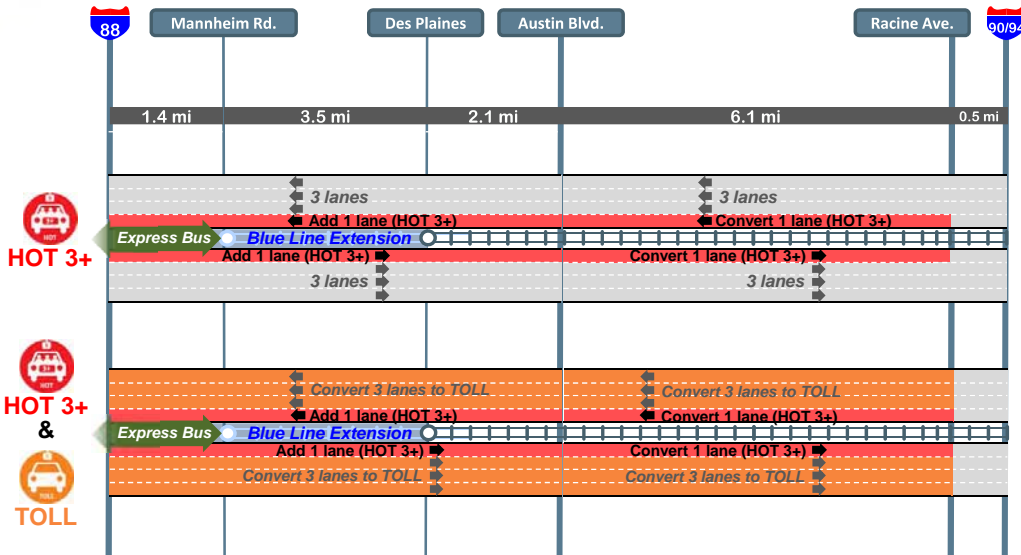 88
Mannheim Rd.
Des Plaines
Austin Blvd.
Racine Ave.
90/94
1.4 mi
3.5 mi
2.1 mi
6.1 mi
0.5 mi
3 lanes
3 lanes
Add 1 lane (HOT 3+)
Convert 1 lane (HOT 3+)
HOT 3+
Express Bus
Blue Line Extension
Add 1 lane (HOT 3+)
Convert 1 lane (HOT 3+)
3 lanes
3 lanes
Convert 3 lanes to TOLL
Convert 3 lanes to TOLL
HOT 3+
Add 1 lane (HOT 3+)
Convert 1 lane (HOT 3+)
&
Express Bus
Blue Line Extension
Add 1 lane (HOT 3+)
Convert 1 lane (HOT 3+)
Convert 3 lanes to TOLL
Convert 3 lanes to TOLL
TOLL
TOLL